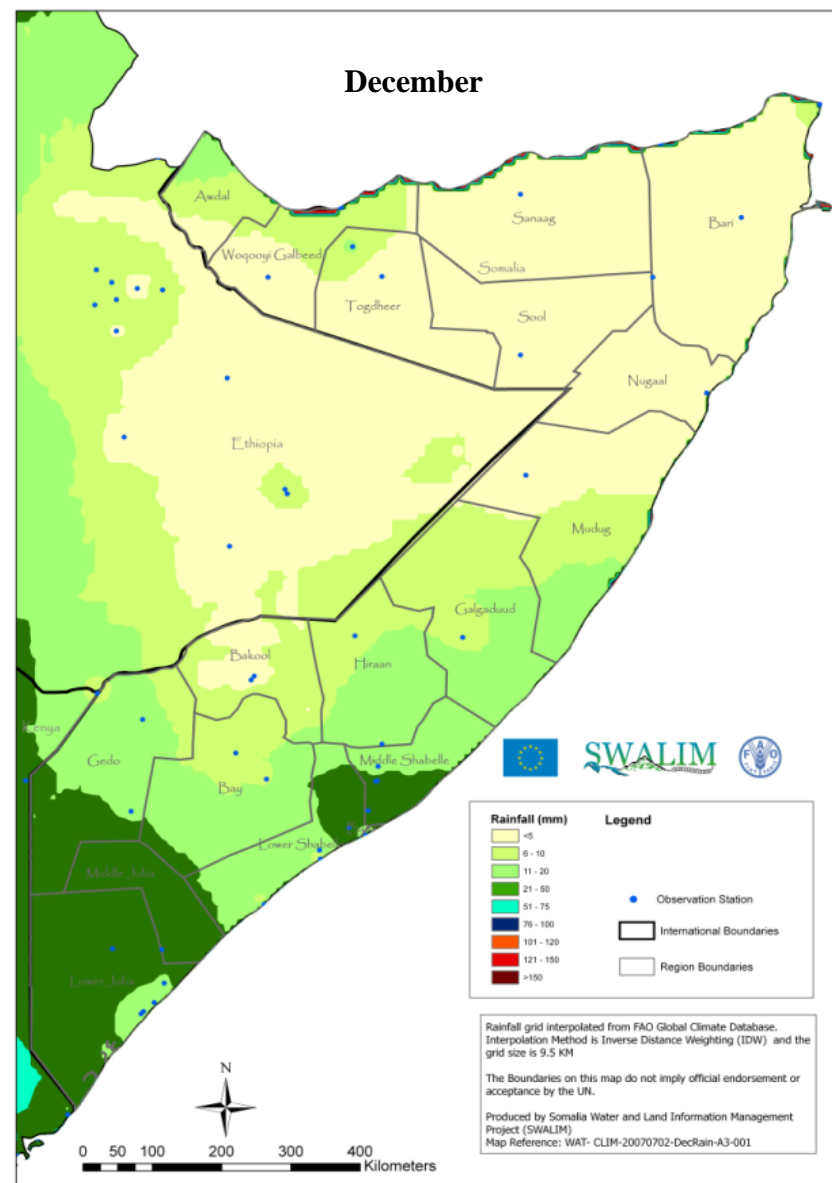 December
Awdal
Sanaag
Bari
Woqooyi Galbeed
Somalia
Togdheer
Sool
Nugaal
Ethiopia
Mudug
Galgaduud
Bakool
Hiraan
Kenya
Gedo
Middle Shabelle
Bay
Lower Shabelle
Middle Juba
Lower Juba
SWALIM
FAO
FIAT PANIS
Rainfall (mm)
Legend
<5
6 - 10
11 - 20
21 - 50
51 - 75
76 - 100
101 - 120
121 - 150
>150
Observation Station
International Boundaries
Region Boundaries
Rainfall grid interpolated from FAO Global Climate Database.
Interpolation Method is Inverse Distance Weighting (IDW) and the
grid size is 9.5 KM
The Boundaries on this map do not imply official endorsement or
acceptance by the UN.
Produced by Somalia Water and Land Information Management
Project (SWALIM)
Map Reference: WAT- CLIM-20070702-DecRain-A3-001
N
0 50 100 200 300 400
Kilometers